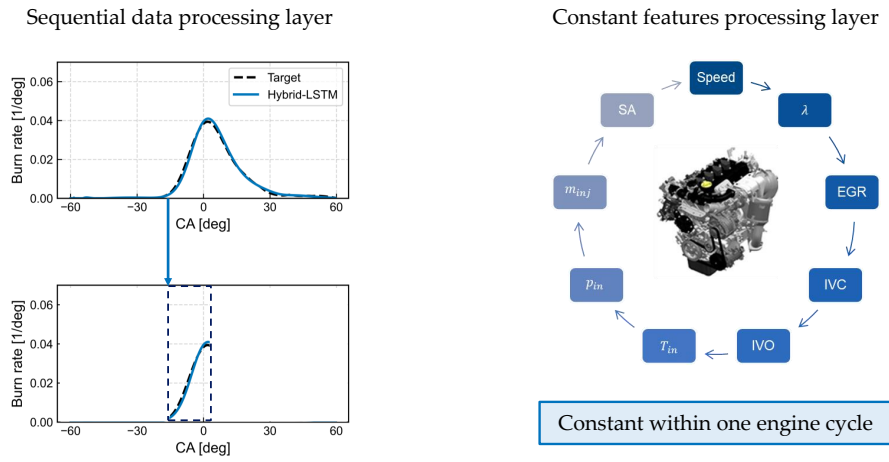 Sequential data processing layer
Burn rate [1/deg]
0.06
0.04
0.02
0.00
Target
Hybrid-LSTM
−60
−30
0
30
60
CA [deg]
Burn rate [1/deg]
0.06
0.04
0.02
0.00
−60
−30
0
30
60
CA [deg]
Constant features processing layer
Speed
λ
EGR
IVC
IVO
T_in
p_in
m_inj
SA
Constant within one engine cycle